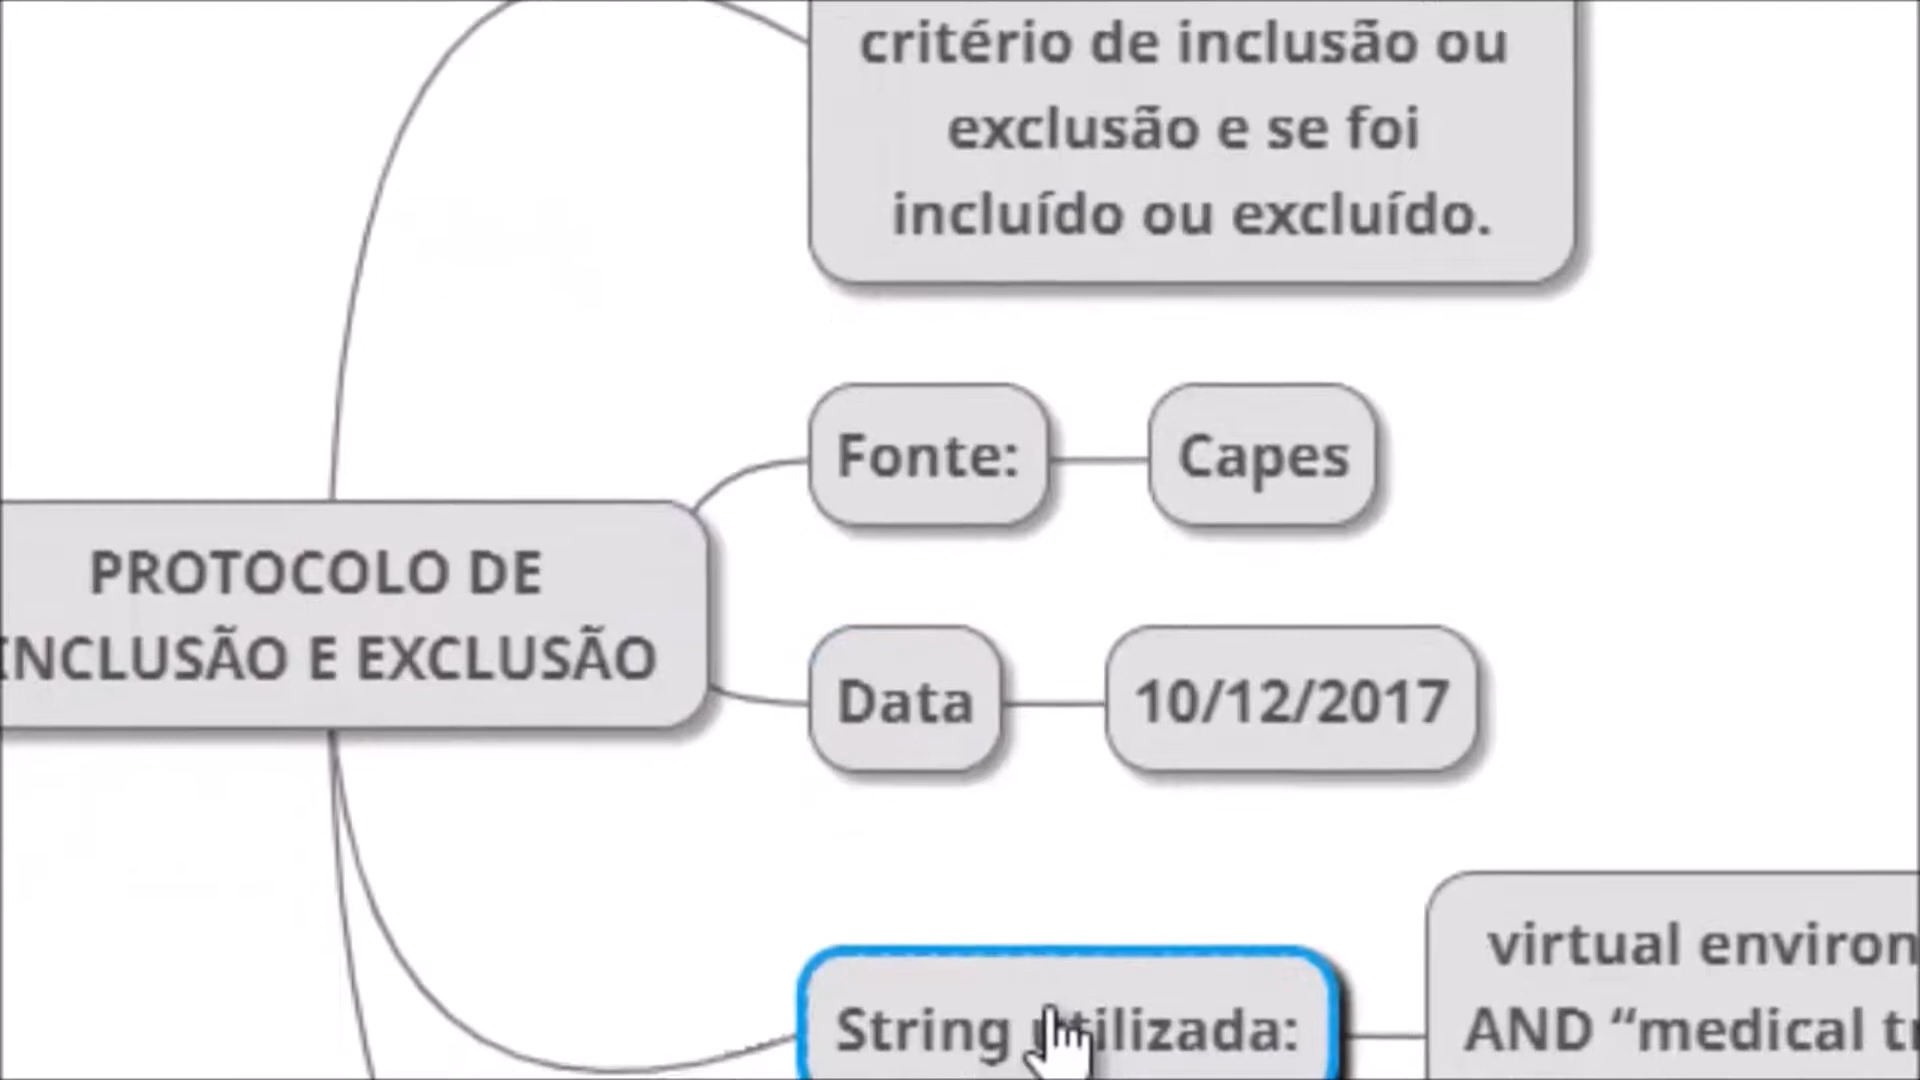 critério de inclusão ou
exclusão e se foi
incluído ou excluído.
Fonte:
Capes
PROTOCOLO DE
INCLUSÃO E EXCLUSÃO
Data
10/12/2017
String utilizada:
virtual environ
AND “medical